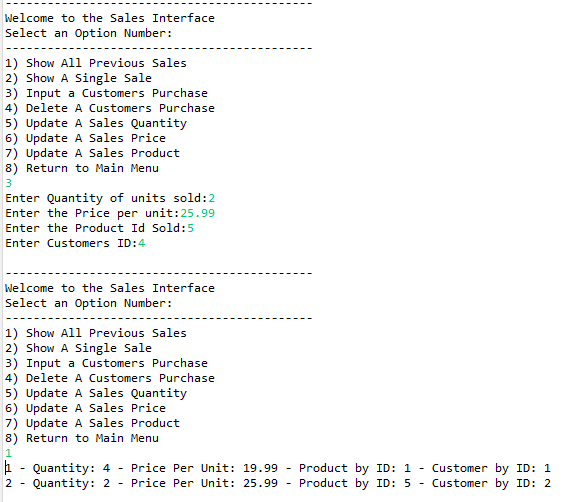 ---------------------------------------------
Welcome to the Sales Interface
Select an Option Number:
---------------------------------------------
1) Show All Previous Sales
2) Show A Single Sale
3) Input a Customers Purchase
4) Delete A Customers Purchase
5) Update A Sales Quantity
6) Update A Sales Price
7) Update A Sales Product
8) Return to Main Menu
3
Enter Quantity of units sold:2
Enter the Price per unit:25.99
Enter the Product Id Sold:5
Enter Customers ID:4
---------------------------------------------
Welcome to the Sales Interface
Select an Option Number:
---------------------------------------------
1) Show All Previous Sales
2) Show A Single Sale
3) Input a Customers Purchase
4) Delete A Customers Purchase
5) Update A Sales Quantity
6) Update A Sales Price
7) Update A Sales Product
8) Return to Main Menu
1
1 - Quantity: 4 - Price Per Unit: 19.99 - Product by ID: 1 - Customer by ID: 1
2 - Quantity: 2 - Price Per Unit: 25.99 - Product by ID: 5 - Customer by ID: 2